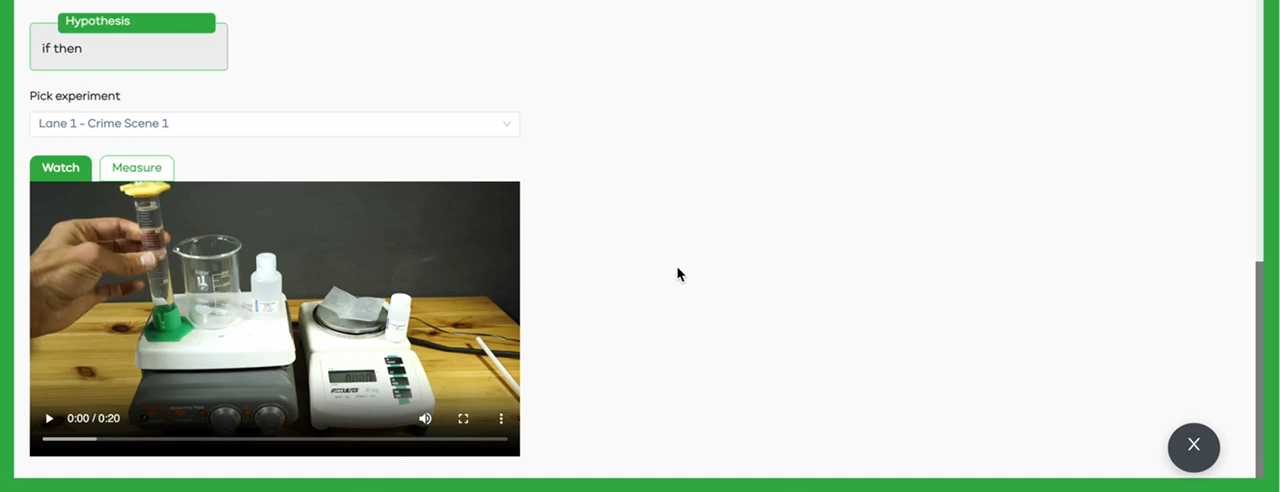 Hypothesis
if then
Pick experiment
Lane 1 - Crime Scene 1
Watch
Measure
0:00 / 0:20
X